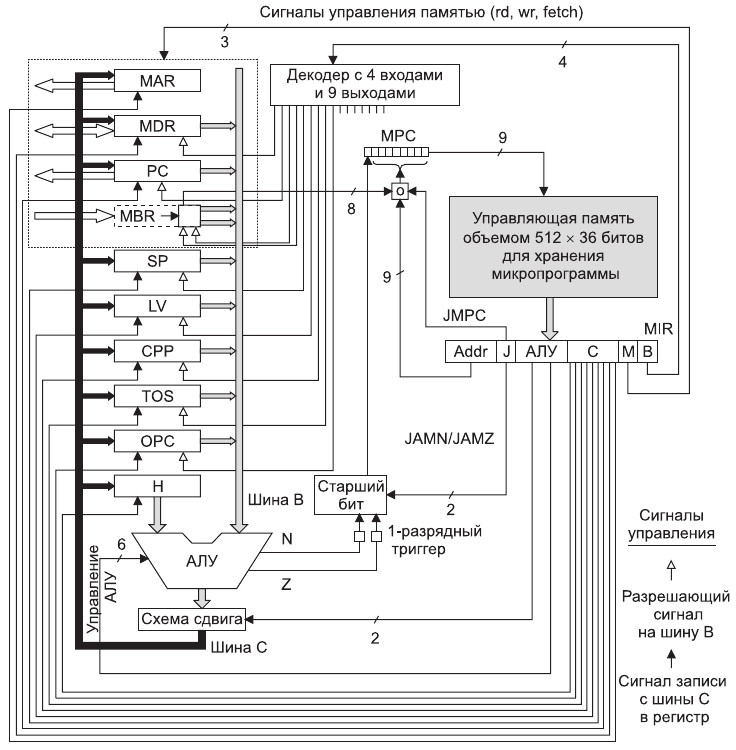 Сигналы управления памятью (rd, wr, fetch)
3
4
MAR
Декодер с 4 входами
и 9 выходами
MDR
MPC
9
PC
8
O
MBR
Управляющая память
объемом 512 × 36 битов
для хранения
микропрограммы
SP
9
LV
JMPC
MIR
CPP
Addr
J
АЛУ
C
M
B
TOS
JAMN/JAMZ
OPC
H
Шина B
Старший
бит
2
N
1-разрядный
триггер
Сигналы
управления
6
АЛУ
Z
Управление
АЛУ
Разрешающий
сигнал
на шину B
Схема сдвига
2
Шина C
Сигнал записи
с шины C
в регистр